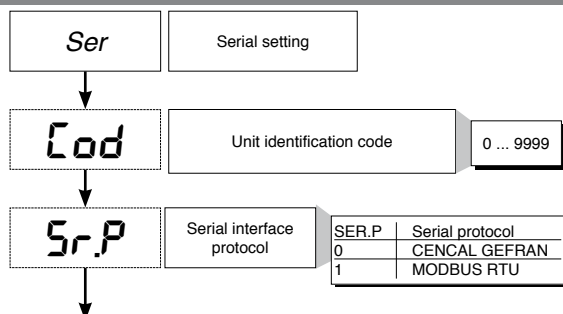 Ser
Serial setting
Cod
Unit identification code
0 ... 9999
Sr.P
Serial interface
protocol
SER.P Serial protocol
0 CENCAL GEFRAN
1 MODBUS RTU